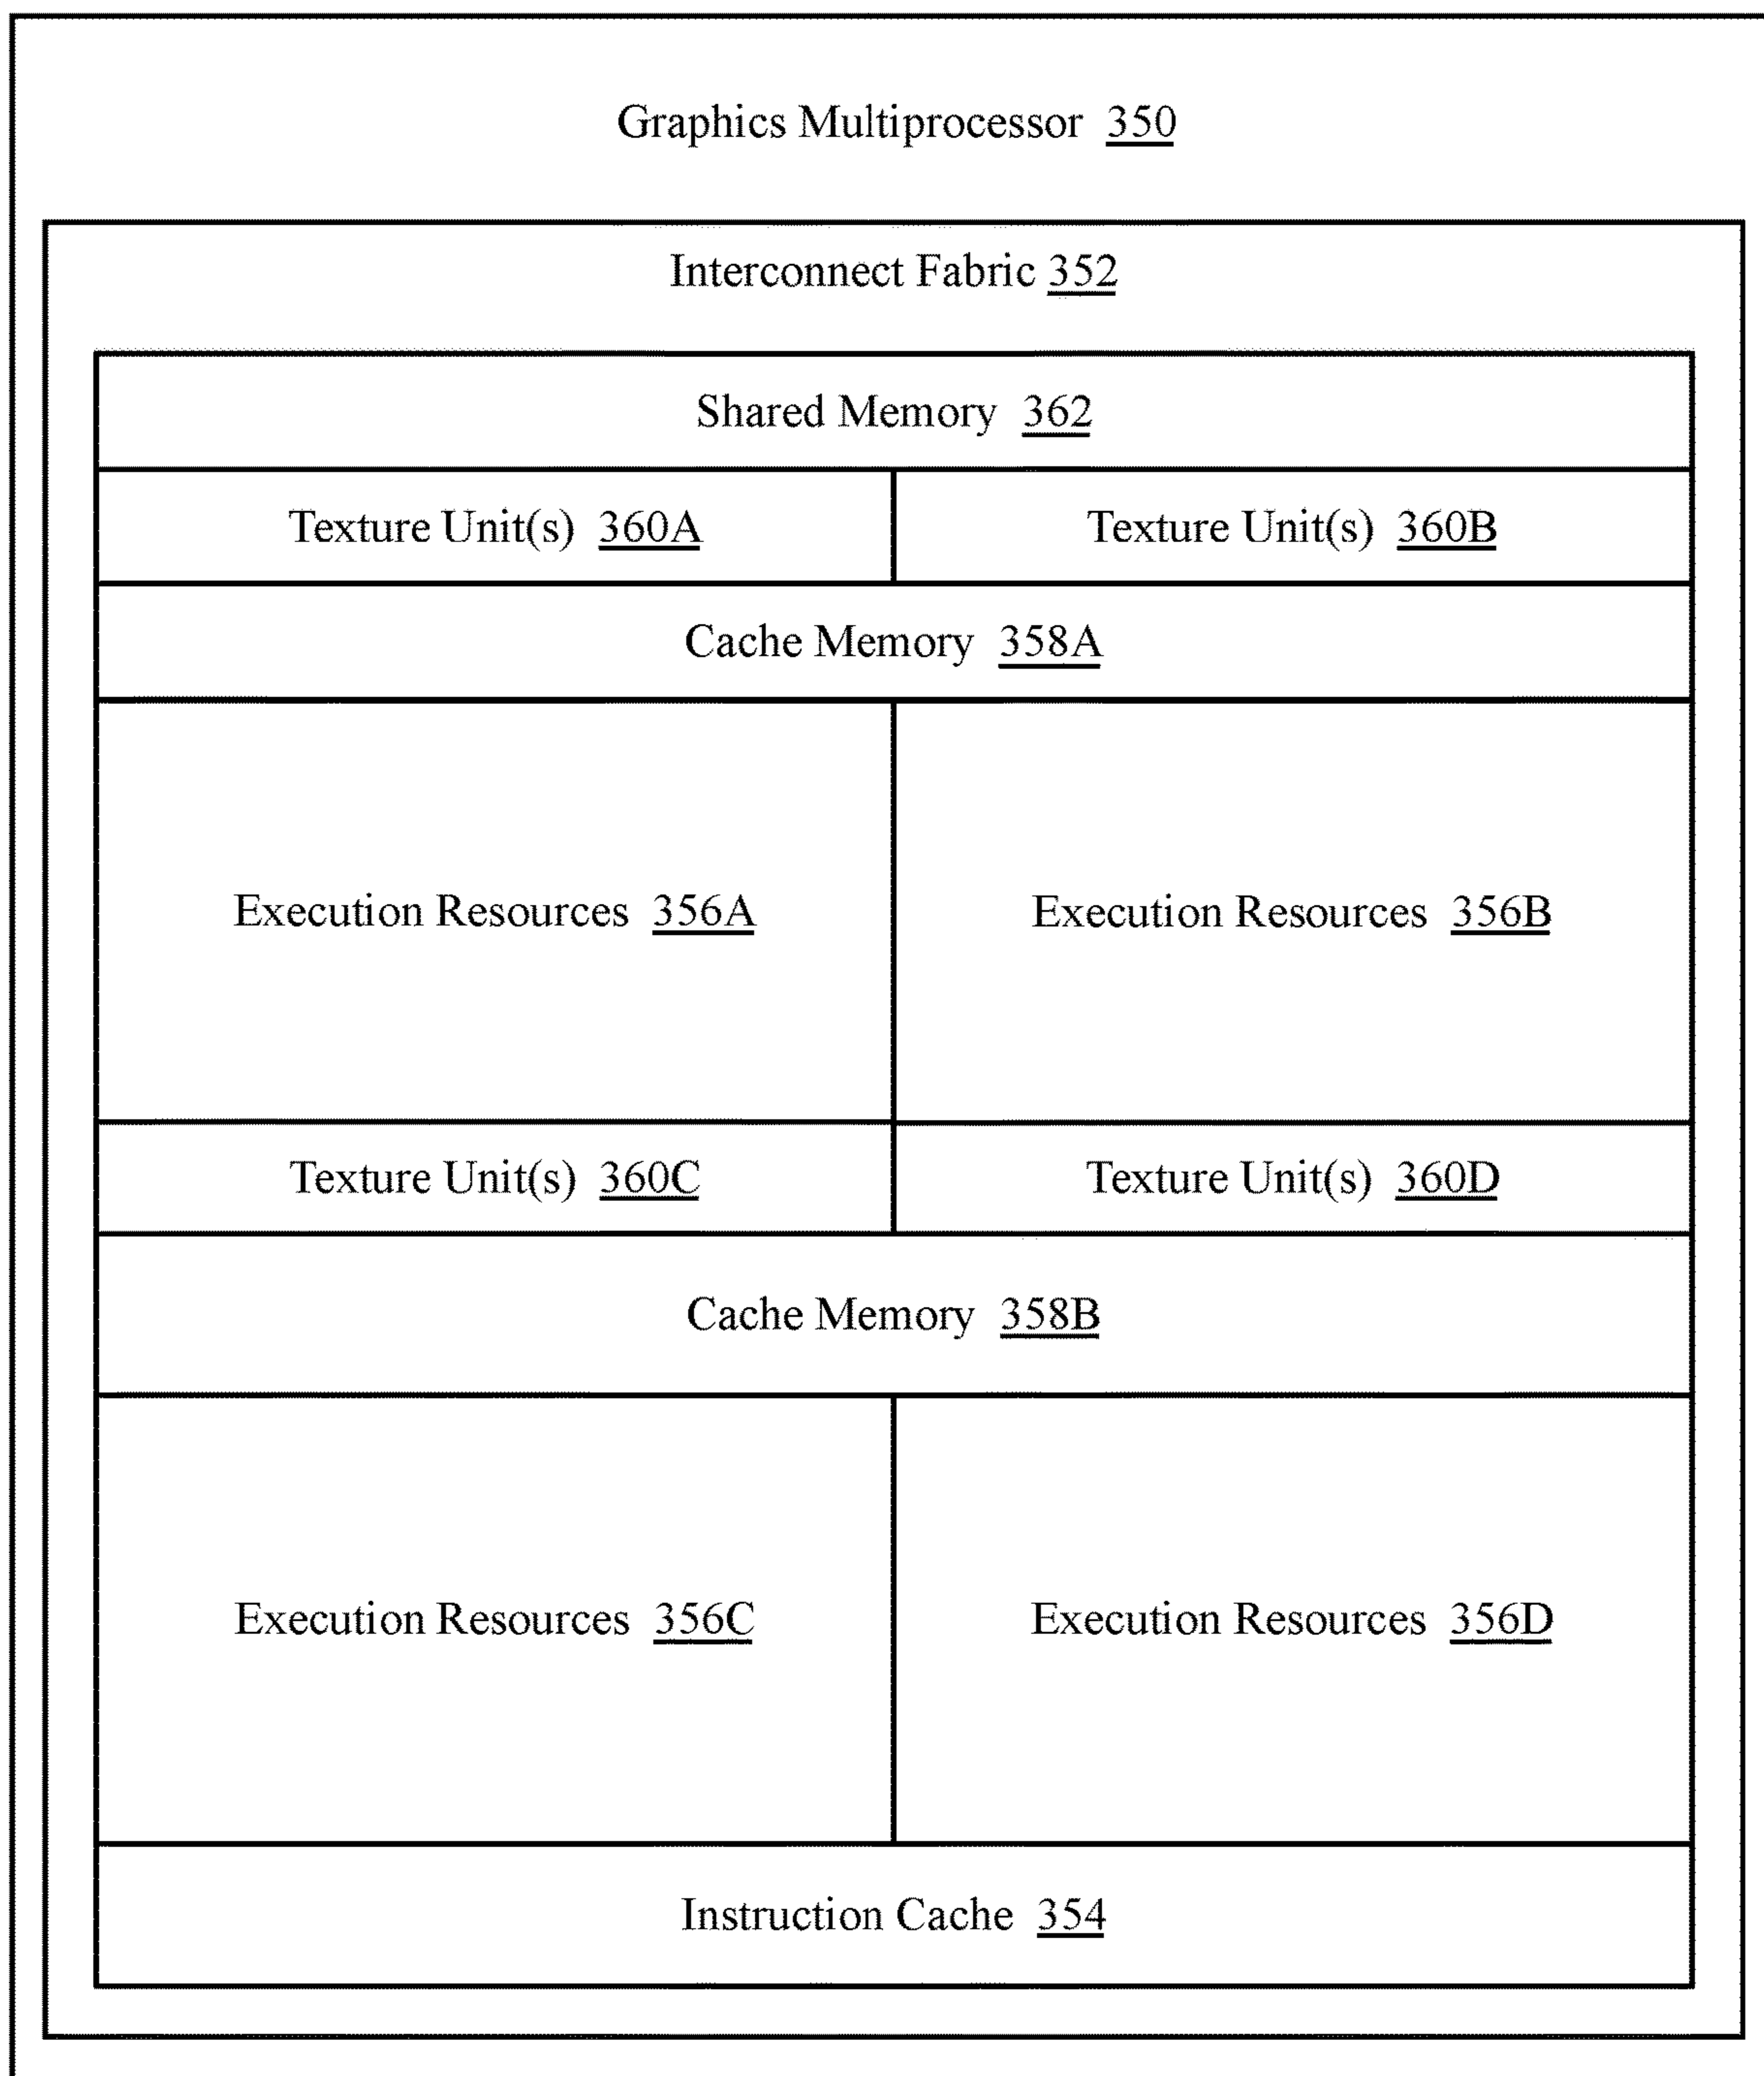 Graphics Multiprocessor 350
Interconnect Fabric 352
Shared Memory 362
Texture Unit(s) 360A
Texture Unit(s) 360B
Cache Memory 358A
Execution Resources 356A
Execution Resources 356B
Texture Unit(s) 360C
Texture Unit(s) 360D
Cache Memory 358B
Execution Resources 356C
Execution Resources 356D
Instruction Cache 354